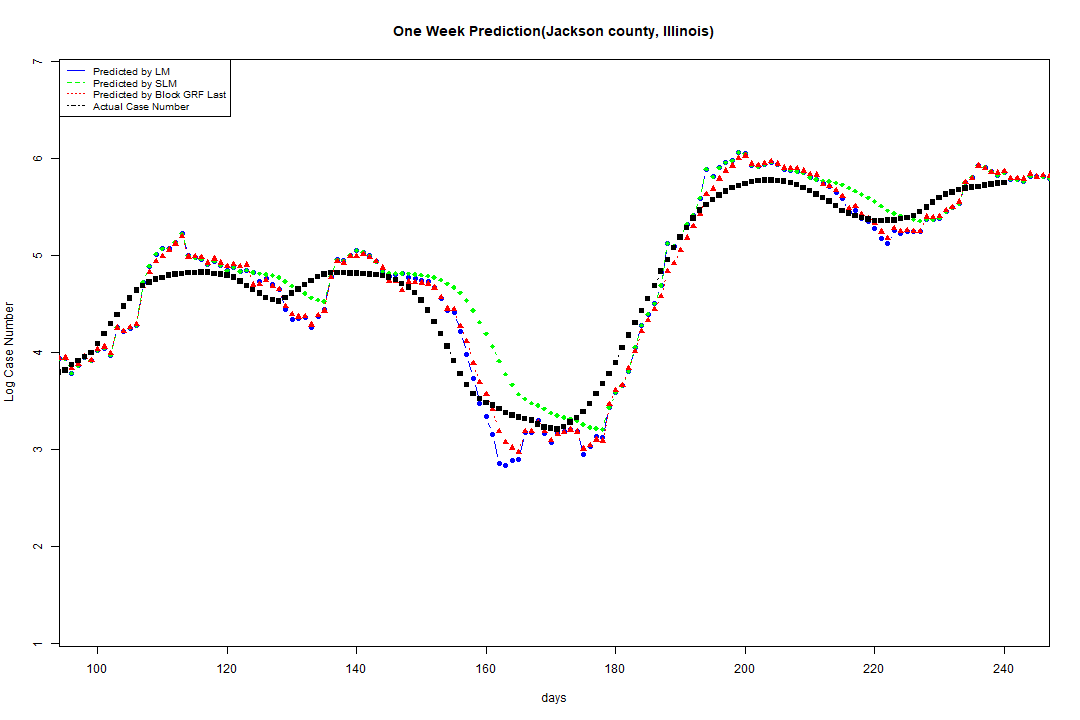 One Week Prediction(Jackson county, Illinois)
Predicted by LM
Predicted by SLM
Predicted by Block GRF Last
Actual Case Number
Log Case Number
7
6
5
4
3
2
1
100 120 140 160 180 200 220 240
days